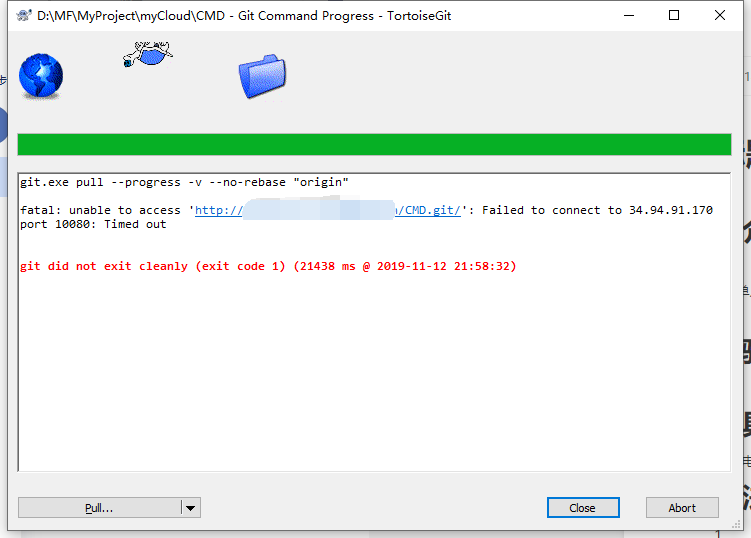 D:\MF\MyProject\myCloud\CMD - Git Command Progress - TortoiseGit
git.exe pull --progress -v --no-rebase "origin"
fatal: unable to access 'http:// /CMD.git/': Failed to connect to 34.94.91.170
port 10080: Timed out
git did not exit cleanly (exit code 1) (21438 ms @ 2019-11-12 21:58:32)
Pull...
Close
Abort